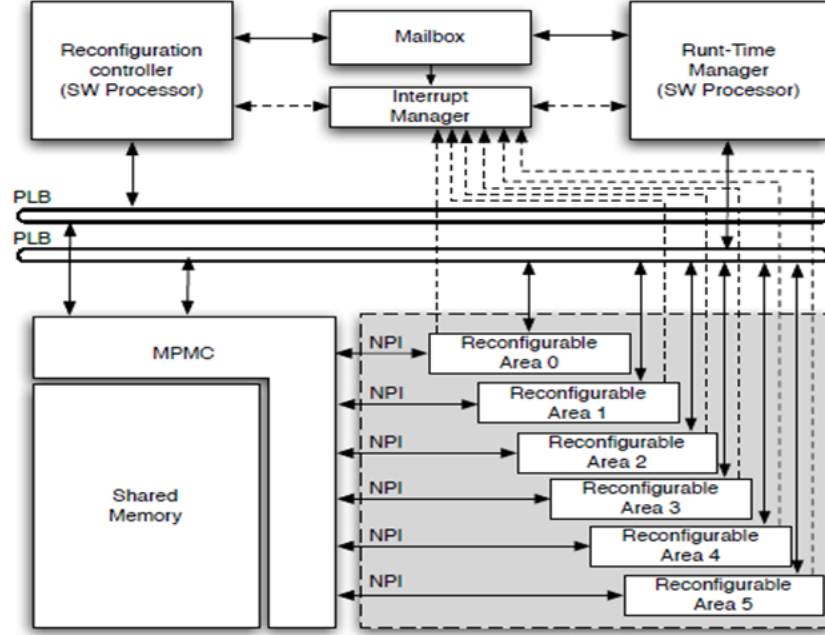 Reconfiguration
controller
(SW Processor)
Mailbox
Interrupt
Manager
Runt-Time
Manager
(SW Processor)
PLB
PLB
MPMC
Shared
Memory
NPI
Reconfigurable
Area 0
NPI
Reconfigurable
Area 1
NPI
Reconfigurable
Area 2
NPI
Reconfigurable
Area 3
NPI
Reconfigurable
Area 4
NPI
Reconfigurable
Area 5